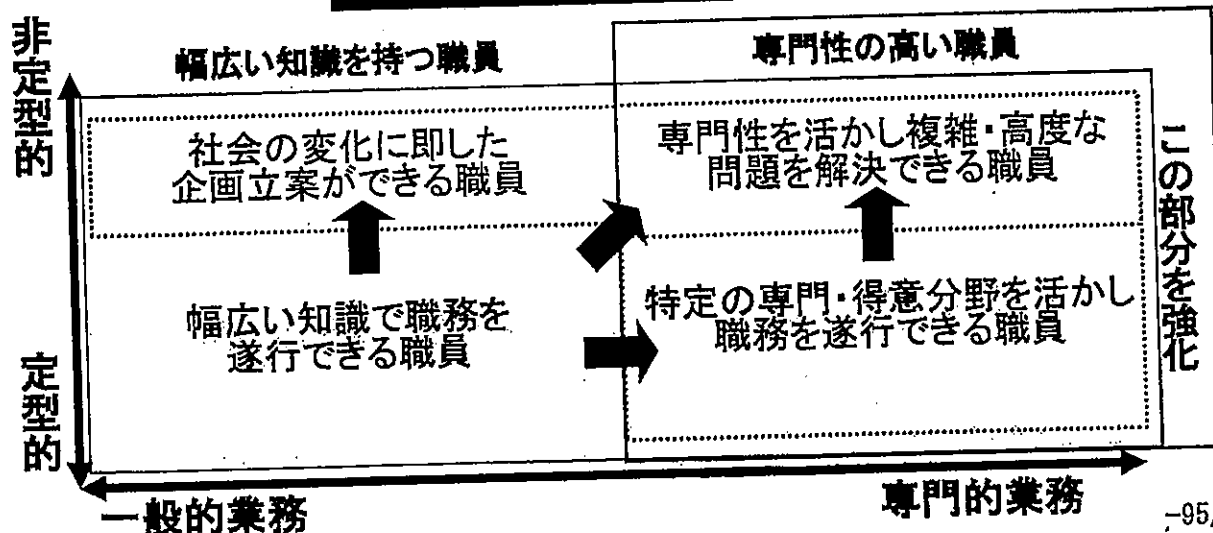 非定型的
幅広い知識を持つ職員
専門性の高い職員
社会の変化に即した
企画立案ができる職員
専門性を活かし複雑・高度な
問題を解決できる職員
この部分を強化
幅広い知識で職務を
遂行できる職員
特定の専門・得意分野を活かし
職務を遂行できる職員
定型的
一般的業務
専門的業務
-95